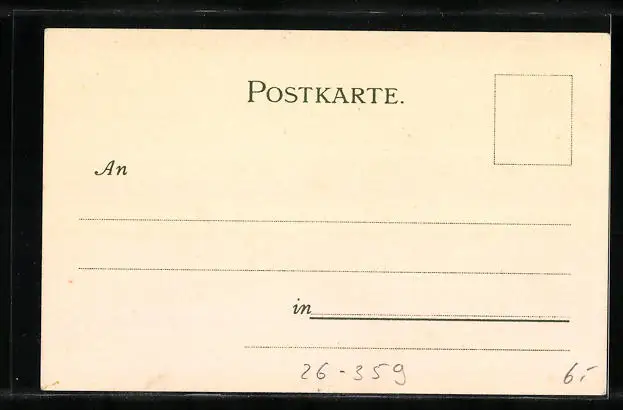 POSTKARTE.
An
in
26-359
6.-